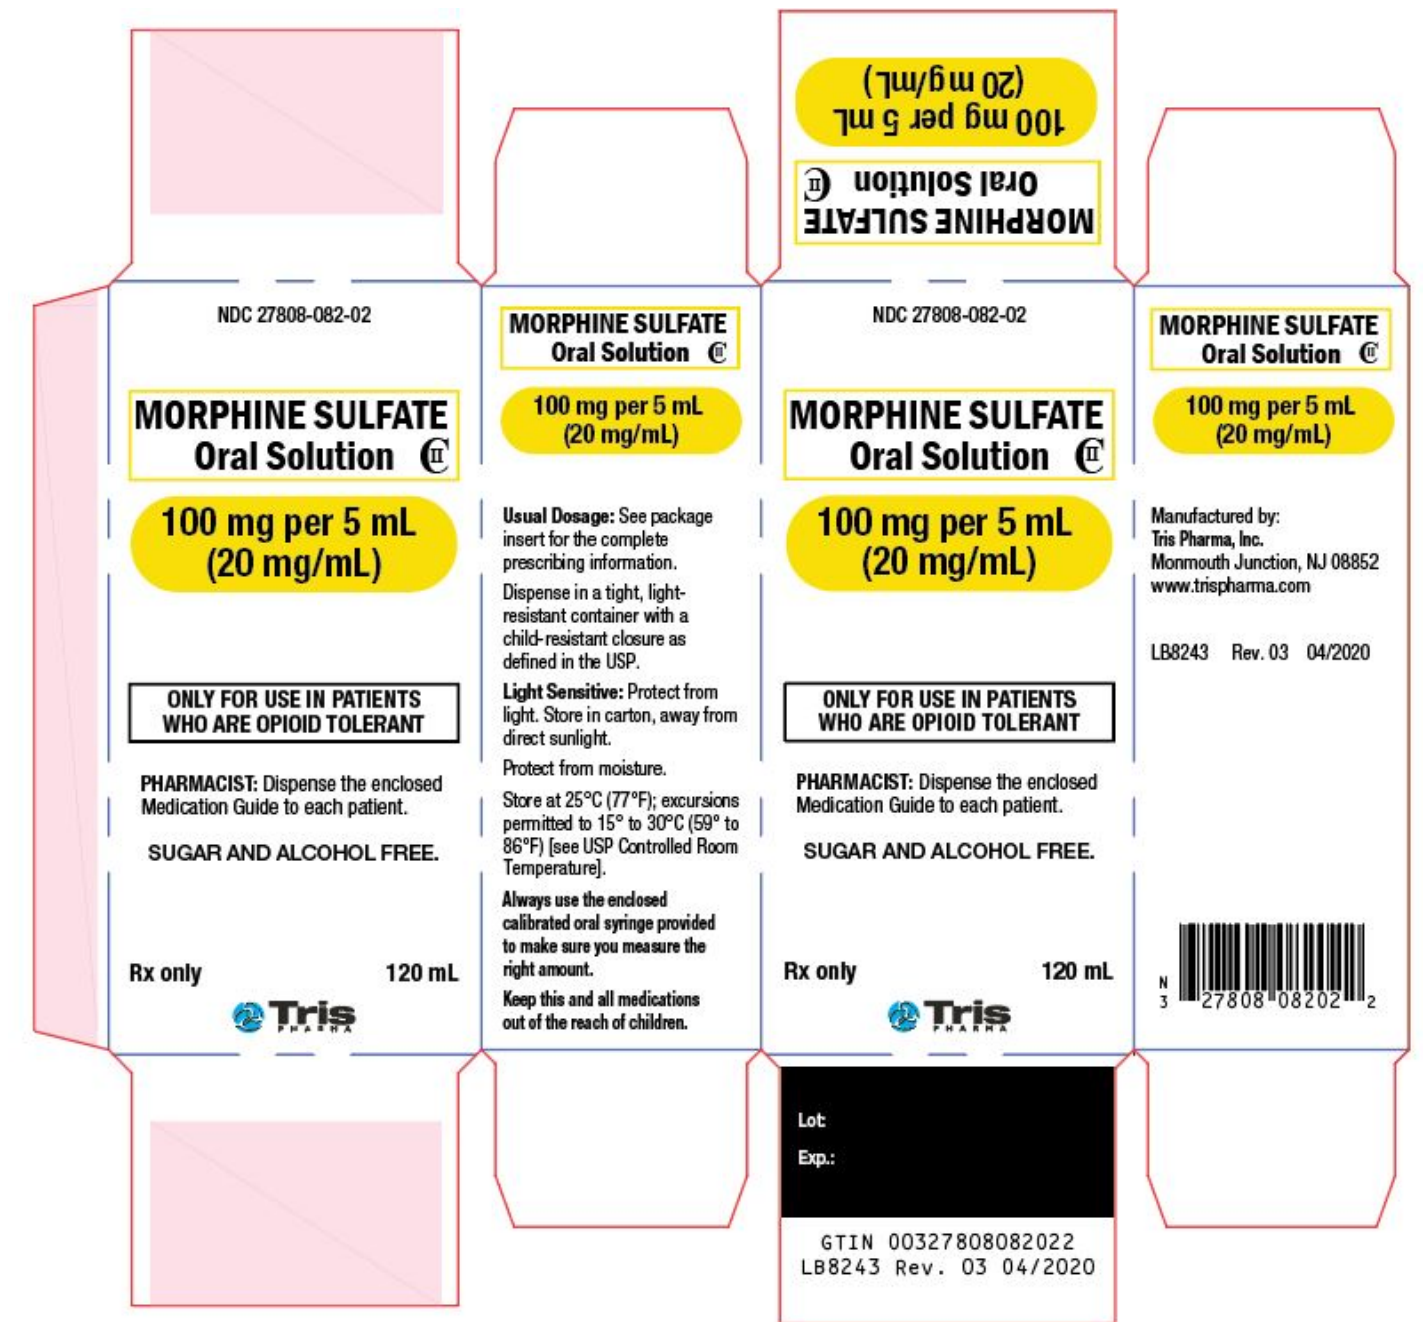 100 mg per 5 mL
(20 mg/mL)
MORPHINE SULFATE
Oral Solution CII
NDC 27808-082-02
MORPHINE SULFATE
Oral Solution CII
100 mg per 5 mL
(20 mg/mL)
ONLY FOR USE IN PATIENTS
WHO ARE OPIOID TOLERANT
PHARMACIST: Dispense the enclosed
Medication Guide to each patient.
SUGAR AND ALCOHOL FREE.
Rx only 120 mL
Tris
PHARMA
MORPHINE SULFATE
Oral Solution CII
100 mg per 5 mL
(20 mg/mL)
Usual Dosage: See package
insert for the complete
prescribing information.
Dispense in a tight, light-
resistant container with a
child-resistant closure as
defined in the USP.
Light Sensitive: Protect from
light. Store in carton, away from
direct sunlight.
Protect from moisture.
Store at 25°C (77°F); excursions
permitted to 15° to 30°C (59° to
86°F) [see USP Controlled Room
Temperature].
Always use the enclosed
calibrated oral syringe provided
to make sure you measure the
right amount.
Keep this and all medications
out of the reach of children.
NDC 27808-082-02
MORPHINE SULFATE
Oral Solution CII
100 mg per 5 mL
(20 mg/mL)
ONLY FOR USE IN PATIENTS
WHO ARE OPIOID TOLERANT
PHARMACIST: Dispense the enclosed
Medication Guide to each patient.
SUGAR AND ALCOHOL FREE.
Rx only 120 mL
Tris
PHARMA
MORPHINE SULFATE
Oral Solution CII
100 mg per 5 mL
(20 mg/mL)
Manufactured by:
Tris Pharma, Inc.
Monmouth Junction, NJ 08852
www.trispharma.com
LB8243 Rev. 03 04/2020
N
3 27808 08202 2
Lot:
Exp.:
GTIN 00327808082022
LB8243 Rev. 03 04/2020